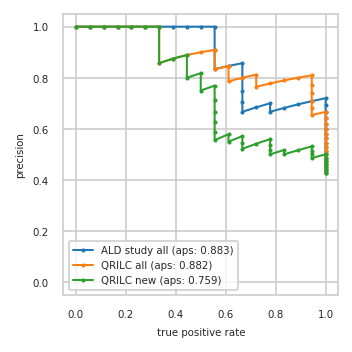 precision
1.0
0.8
0.6
0.4
0.2
0.0
ALD study all (aps: 0.883)
QRILC all (aps: 0.882)
QRILC new (aps: 0.759)
0.0 0.2 0.4 0.6 0.8 1.0
true positive rate